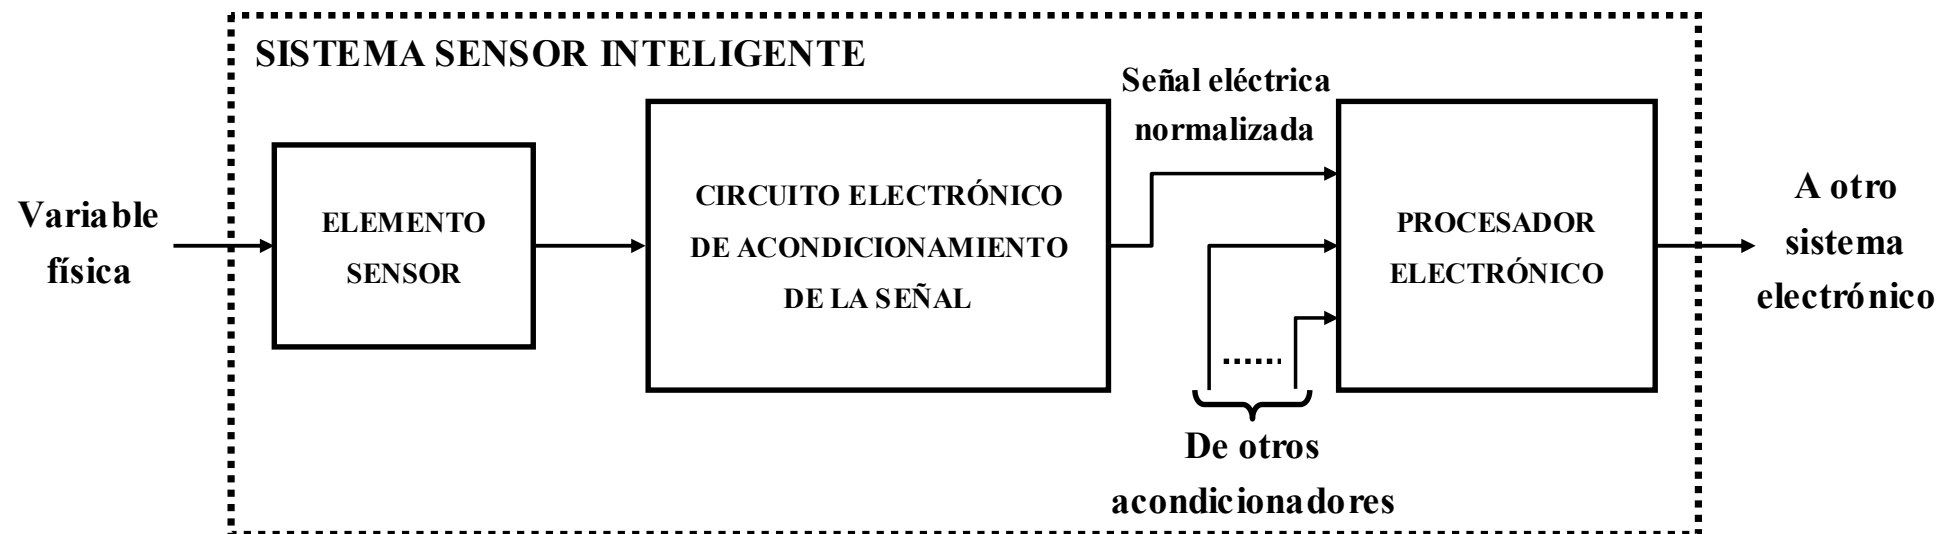 SISTEMA SENSOR INTELIGENTE
Variable
física
ELEMENTO
SENSOR
CIRCUITO ELECTRÓNICO
DE ACONDICIONAMIENTO
DE LA SEÑAL
Señal eléctrica
normalizada
De otros
acondicionadores
PROCESADOR
ELECTRÓNICO
A otro
sistema
electrónico